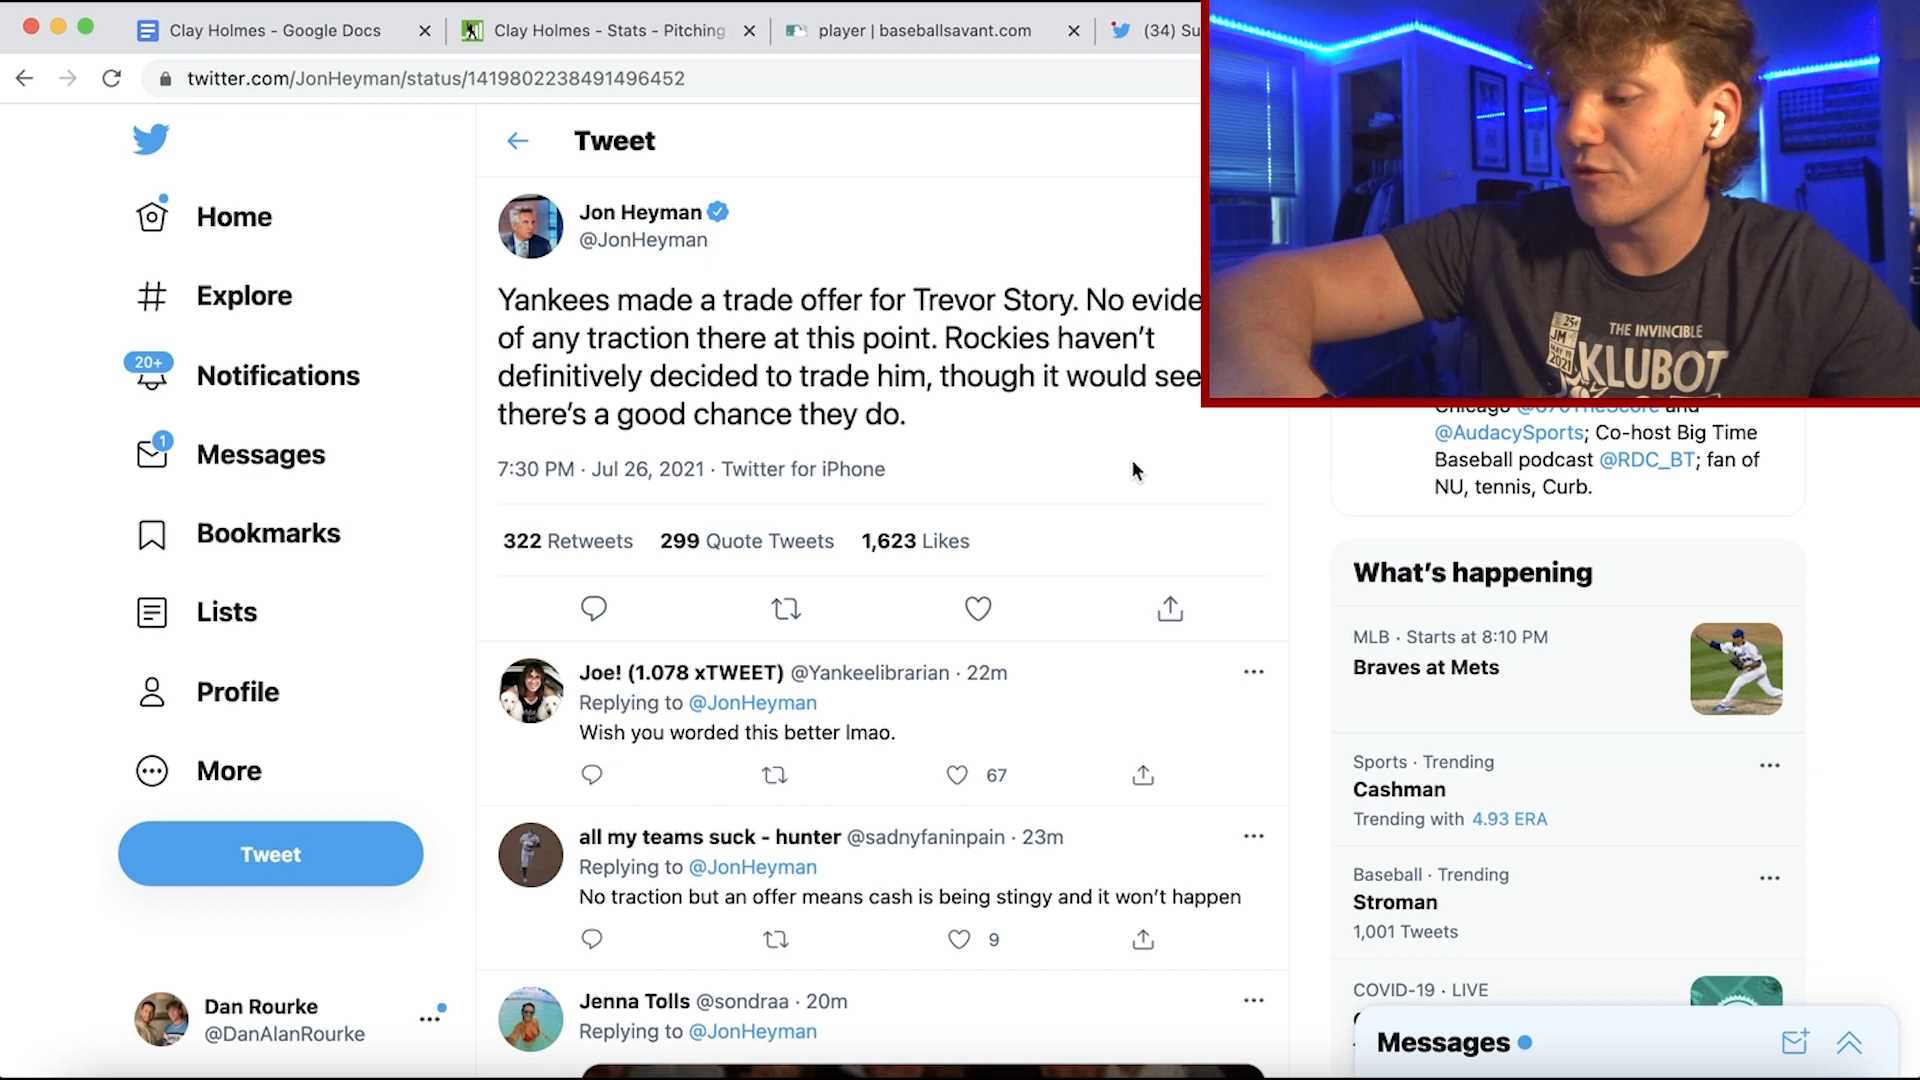 Clay Holmes - Google Docs
Clay Holmes - Stats - Pitching
player | baseballsavant.com
(34) Su
twitter.com/JonHeyman/status/1419802238491496452
Home
Explore
20+
Notifications
1
Messages
Bookmarks
Lists
Profile
More
Tweet
Dan Rourke
@DanAlanRourke
Tweet
Jon Heyman
@JonHeyman
Yankees made a trade offer for Trevor Story. No evide
of any traction there at this point. Rockies haven't
definitively decided to trade him, though it would see
there's a good chance they do.
7:30 PM · Jul 26, 2021 · Twitter for iPhone
322 Retweets 299 Quote Tweets 1,623 Likes
Joe! (1.078 xTWEET) @Yankeelibrarian · 22m
Replying to @JonHeyman
Wish you worded this better lmao.
67
all my teams suck - hunter @sadnyfaninpain · 23m
Replying to @JonHeyman
No traction but an offer means cash is being stingy and it won't happen
9
Jenna Tolls @sondraa · 20m
Replying to @JonHeyman
25¢
JM
MAY 19
2021
THE INVINCIBLE
KLUBOT
Chicago @670TheScore and
@AudacySports; Co-host Big Time
Baseball podcast @RDC_BT; fan of
NU, tennis, Curb.
What's happening
MLB · Starts at 8:10 PM
Braves at Mets
Sports · Trending
Cashman
Trending with 4.93 ERA
Baseball · Trending
Stroman
1,001 Tweets
COVID-19 · LIVE
Messages